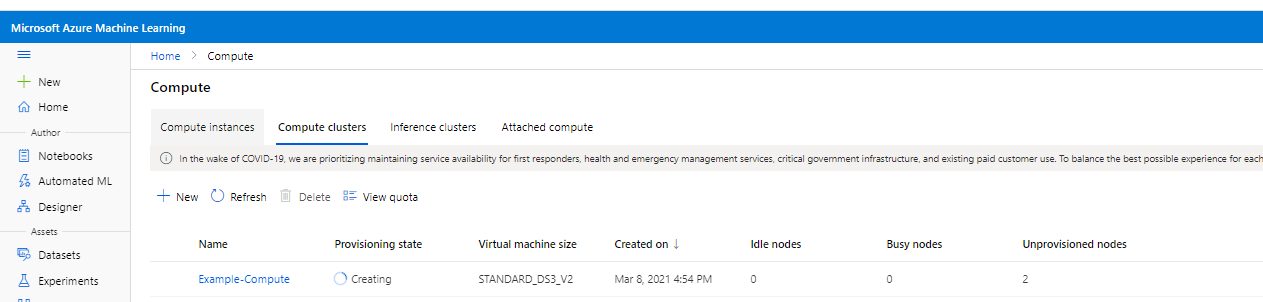 Microsoft Azure Machine Learning
Home > Compute
New
Home
Author
Notebooks
Automated ML
Designer
Assets
Datasets
Experiments
Compute
Compute instances Compute clusters Inference clusters Attached compute
In the wake of COVID-19, we are prioritizing maintaining service availability for first responders, health and emergency management services, critical government infrastructure, and existing paid customer use. To balance the best possible experience for each
New Refresh Delete View quota
Name Provisioning state Virtual machine size Created on ↓ Idle nodes Busy nodes Unprovisioned nodes
Example-Compute Creating STANDARD_DS3_V2 Mar 8, 2021 4:54 PM 0 0 2